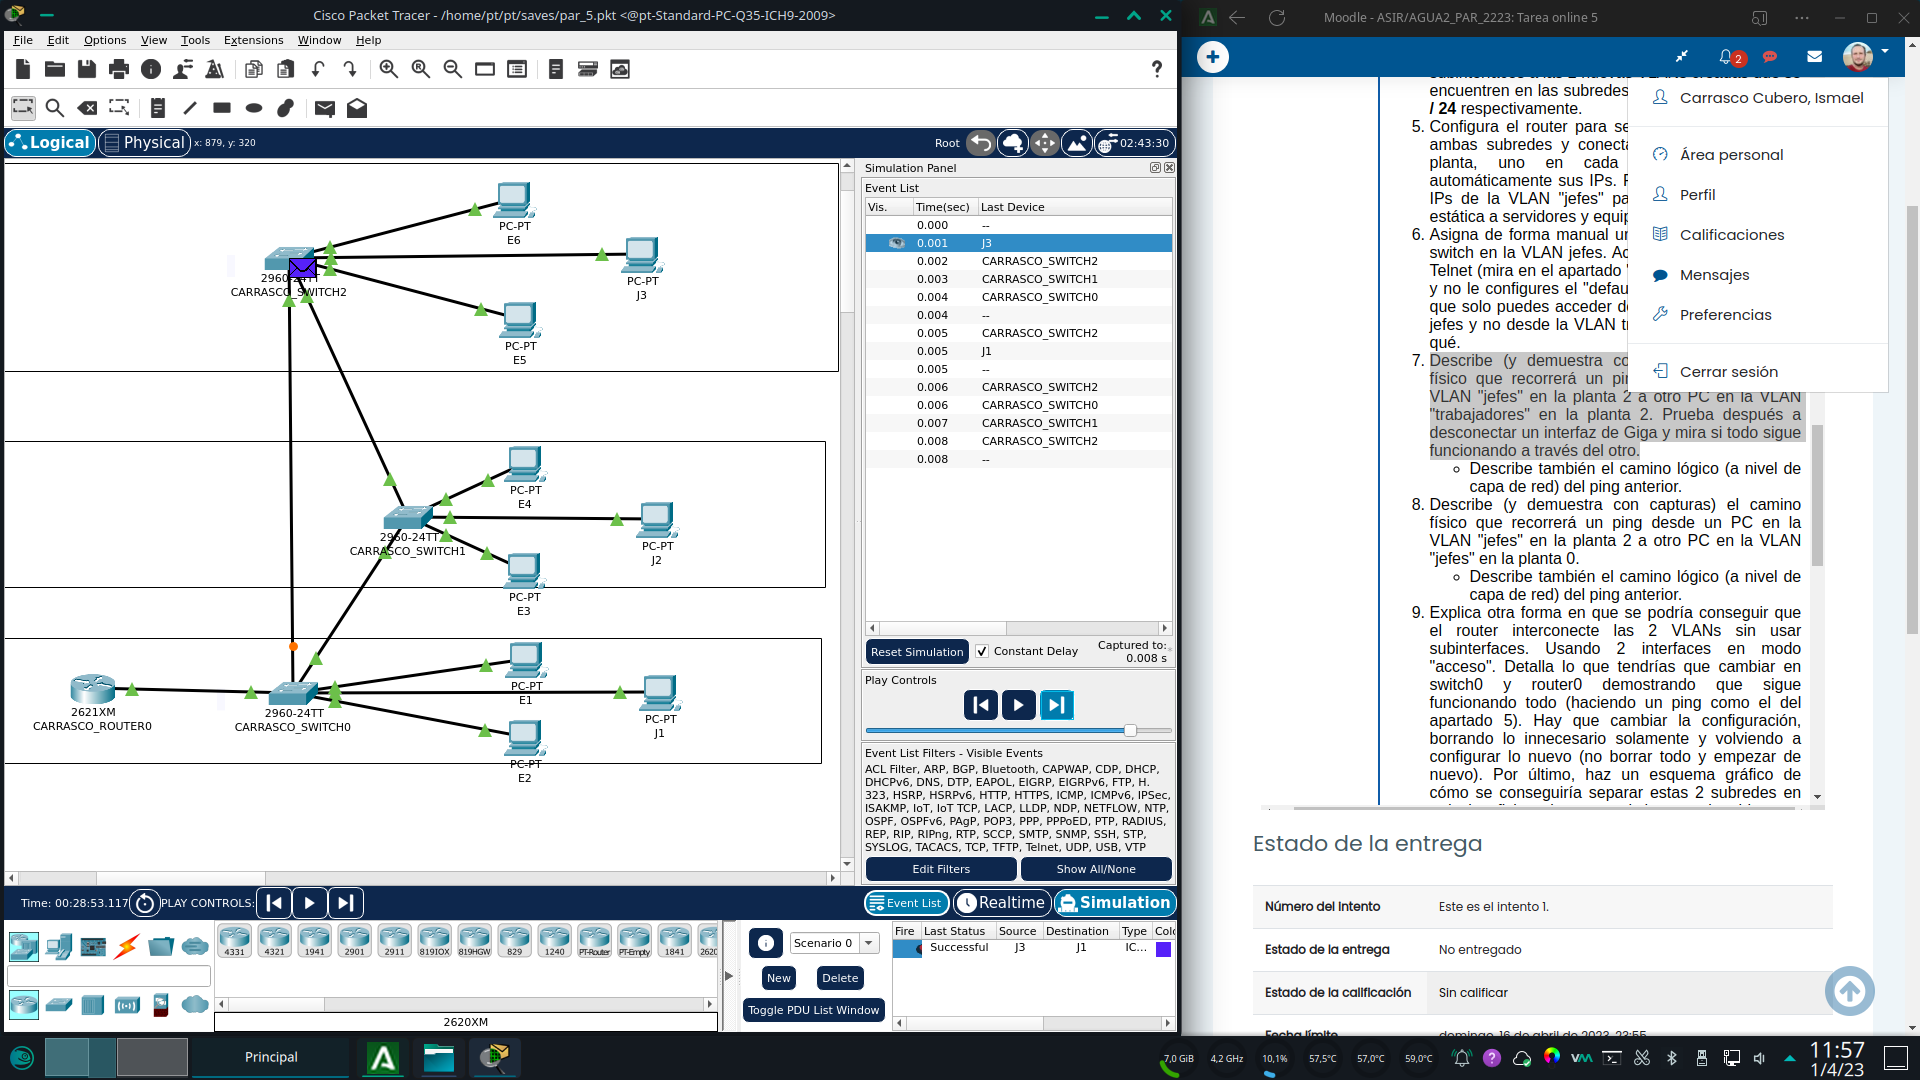 Cisco Packet Tracer - /home/pt/pt/saves/par_5.pkt <@pt-Standard-PC-Q35-ICH9-2009>
File Edit Options View Tools Extensions Window Help
?
Logical Physical x: 879, y: 320
Root 02:43:30
PC-PT
E6
2960-24TT
CARRASCO_SWITCH2
PC-PT
J3
PC-PT
E5
PC-PT
E4
2960-24TT
CARRASCO_SWITCH1
PC-PT
J2
PC-PT
E3
PC-PT
E1
2621XM
CARRASCO_ROUTER0
2960-24TT
CARRASCO_SWITCH0
PC-PT
J1
PC-PT
E2
Simulation Panel
Event List
Vis. Time(sec) Last Device
0.000 --
0.001 J3
0.002 CARRASCO_SWITCH2
0.003 CARRASCO_SWITCH1
0.004 CARRASCO_SWITCH0
0.004 --
0.005 CARRASCO_SWITCH2
0.005 J1
0.005 --
0.006 CARRASCO_SWITCH2
0.006 CARRASCO_SWITCH0
0.007 CARRASCO_SWITCH1
0.008 CARRASCO_SWITCH2
0.008 --
Reset Simulation Constant Delay Captured to:
0.008 s
Play Controls
Event List Filters - Visible Events
ACL Filter, ARP, BGP, Bluetooth, CAPWAP, CDP, DHCP,
DHCPv6, DNS, DTP, EAPOL, EIGRP, EIGRPv6, FTP, H.
323, HSRP, HSRPv6, HTTP, HTTPS, ICMP, ICMPv6, IPSec,
ISAKMP, IoT, IoT TCP, LACP, LLDP, NDP, NETFLOW, NTP,
OSPF, OSPFv6, PAgP, POP3, PPP, PPPoED, PTP, RADIUS,
REP, RIP, RIPng, RTP, SCCP, SMTP, SNMP, SSH, STP,
SYSLOG, TACACS, TCP, TFTP, Telnet, UDP, USB, VTP
Edit Filters Show All/None
Time: 00:28:53.117 PLAY CONTROLS:
Event List Realtime Simulation
4331 4321 1941 2901 2911 819IOX 819HGW 829 1240 PT-Router PT-Empty 1841 2620
2620XM
Scenario 0
New Delete
Toggle PDU List Window
Fire Last Status Source Destination Type
Successful J3 J1 IC...
Moodle - ASIR/AGUA2_PAR_2223: Tarea online 5
2
encuentren en las subredes
/ 24 respectivamente.
5. Configura el router para se
ambas subredes y conecta
planta, uno en cada
automáticamente sus IPs.
IPs de la VLAN "jefes" pa
estática a servidores y equip
6. Asigna de forma manual un
switch en la VLAN jefes. Ac
Telnet (mira en el apartado
y no le configures el "defau
que solo puedes acceder de
jefes y no desde la VLAN t
qué.
7. Describe (y demuestra co
físico que recorrerá un pin
VLAN "jefes" en la planta 2 a otro PC en la VLAN
"trabajadores" en la planta 2. Prueba después a
desconectar un interfaz de Giga y mira si todo sigue
funcionando a través del otro.
Describe también el camino lógico (a nivel de
capa de red) del ping anterior.
8. Describe (y demuestra con capturas) el camino
físico que recorrerá un ping desde un PC en la
VLAN "jefes" en la planta 2 a otro PC en la VLAN
"jefes" en la planta 0.
Describe también el camino lógico (a nivel de
capa de red) del ping anterior.
9. Explica otra forma en que se podría conseguir que
el router interconecte las 2 VLANs sin usar
subinterfaces. Usando 2 interfaces en modo
"acceso". Detalla lo que tendrías que cambiar en
switch0 y router0 demostrando que sigue
funcionando todo (haciendo un ping como el del
apartado 5). Hay que cambiar la configuración,
borrando lo innecesario solamente y volviendo a
configurar lo nuevo (no borrar todo y empezar de
nuevo). Por último, haz un esquema gráfico de
cómo se conseguiría separar estas 2 subredes en
Carrasco Cubero, Ismael
Área personal
Perfil
Calificaciones
Mensajes
Preferencias
Cerrar sesión
Estado de la entrega
Número del intento Este es el intento 1.
Estado de la entrega No entregado
Estado de la calificación Sin calificar
Fecha límite domingo, 16 de abril de 2023, 23:55
Principal
7,0 GiB 4,2 GHz 10,1% 57,5°C 57,0°C 59,0°C
11:57
1/4/23